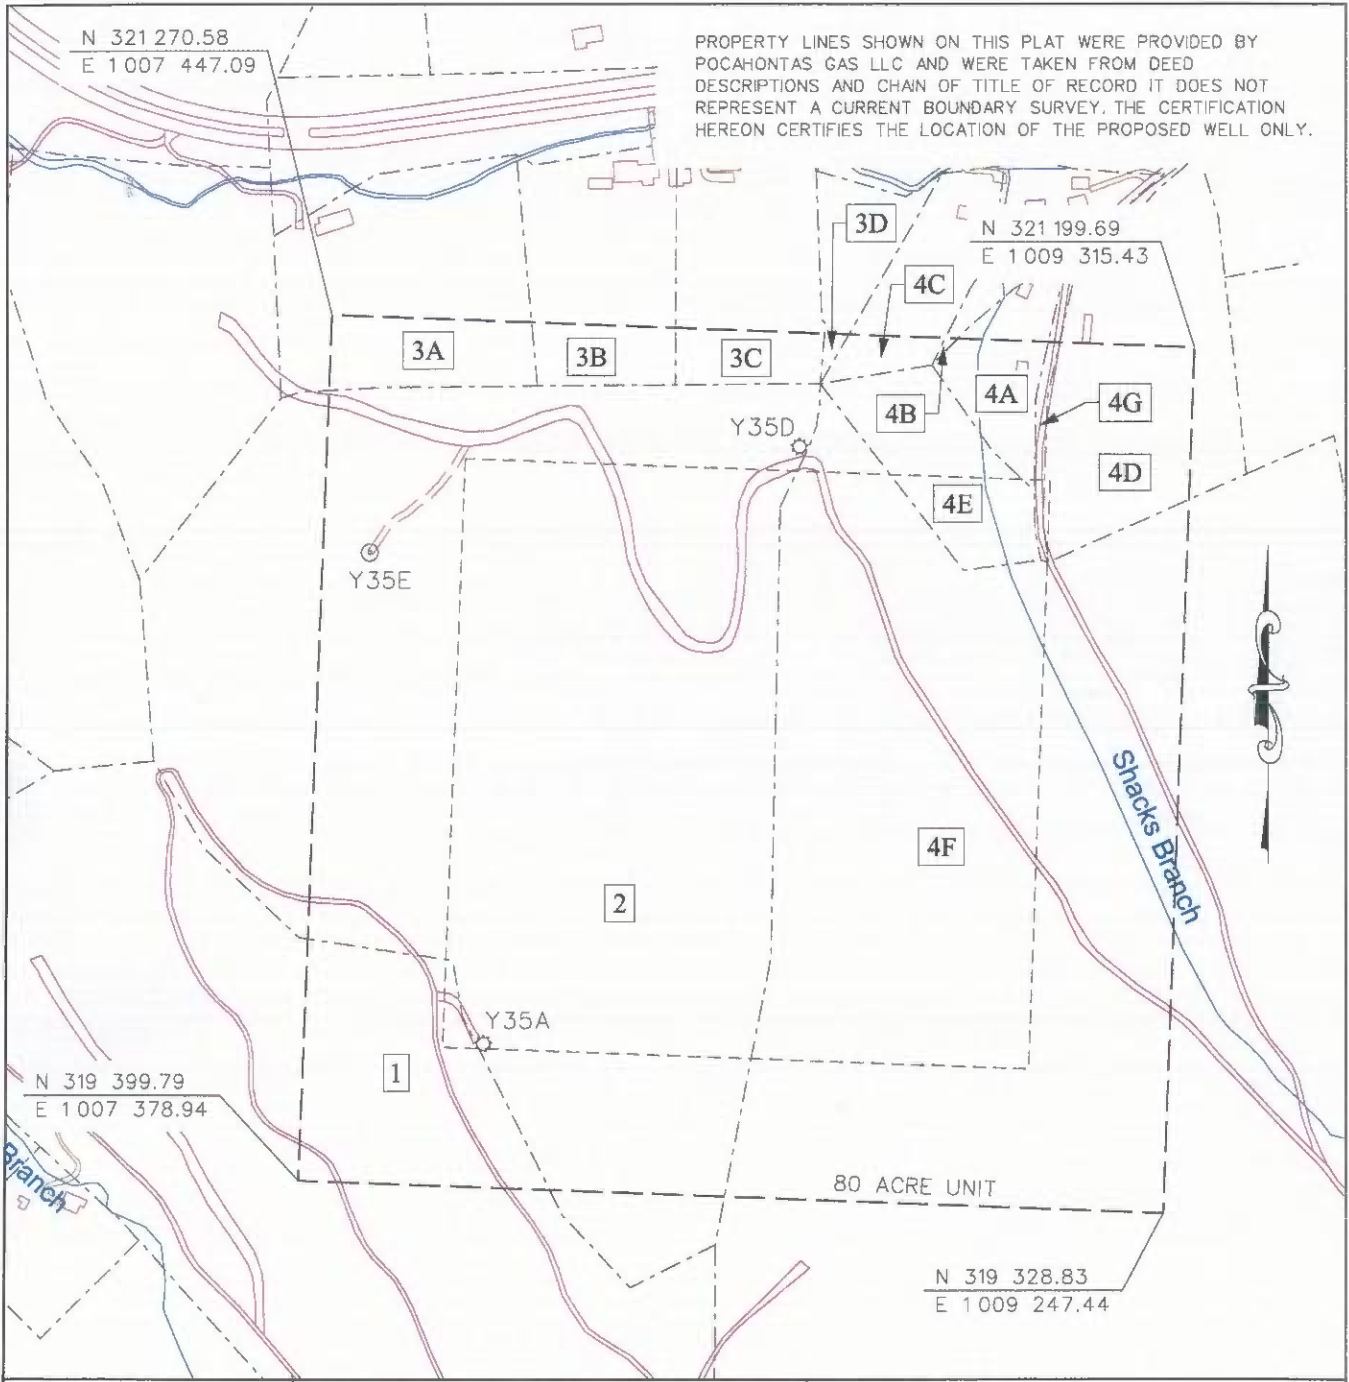 N 321 270.58
E 1 007 447.09
PROPERTY LINES SHOWN ON THIS PLAT WERE PROVIDED BY
POCAHONTAS GAS LLC AND WERE TAKEN FROM DEED
DESCRIPTIONS AND CHAIN OF TITLE OF RECORD IT DOES NOT
REPRESENT A CURRENT BOUNDARY SURVEY. THE CERTIFICATION
HEREON CERTIFIES THE LOCATION OF THE PROPOSED WELL ONLY.
3D
N 321 199.69
E 1 009 315.43
4C
3A
3B
3C
4A
4B
4G
Y35D
4D
4E
Y35E
Shacks Branch
4F
2
Y35A
1
N 319 399.79
E 1 007 378.94
Branch
80 ACRE UNIT
N 319 328.83
E 1 009 247.44